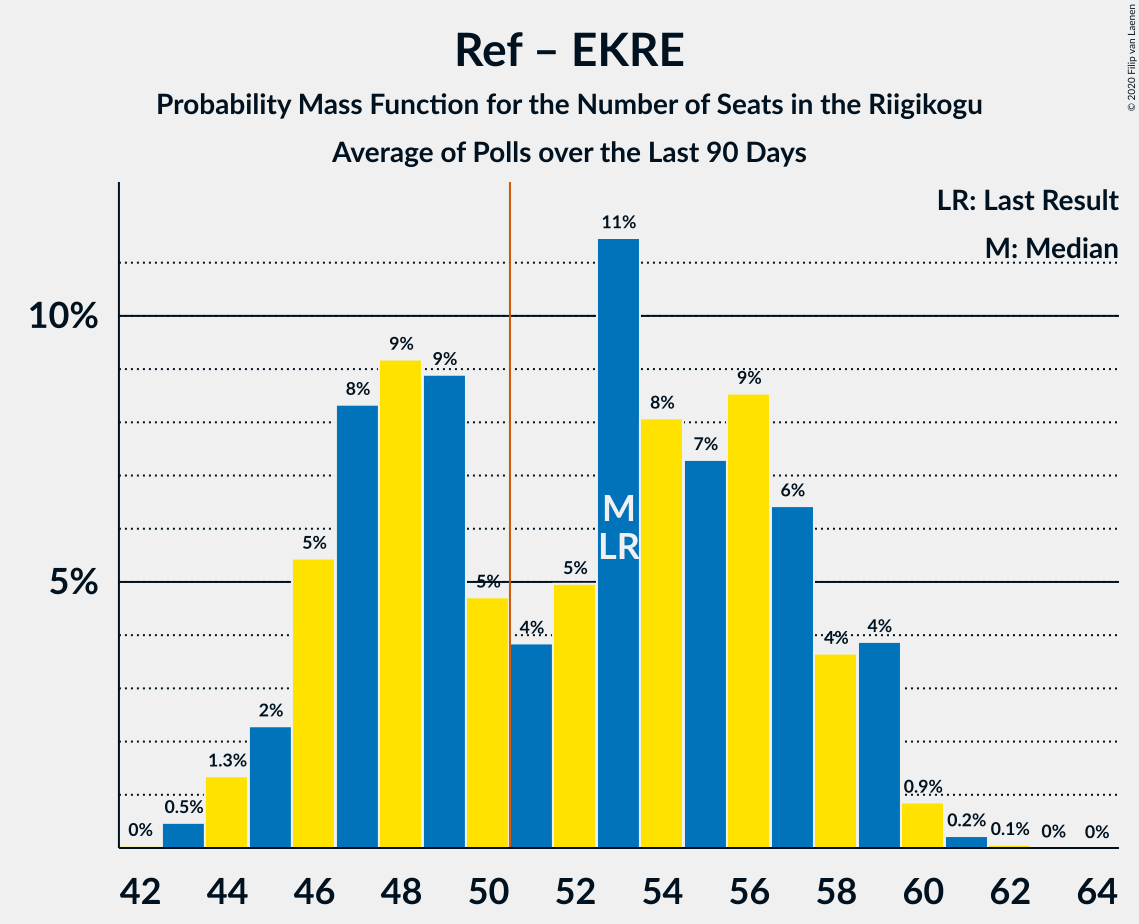 Ref – EKRE
Probability Mass Function for the Number of Seats in the Riigikogu
Average of Polls over the Last 90 Days
© 2020 Filip van Laenen
LR: Last Result
M: Median
10%
5%
0%
0.5%
1.3%
2%
5%
8%
9%
9%
5%
4%
5%
11%
8%
7%
9%
6%
4%
4%
0.9%
0.2%
0.1%
0%
0%
M
LR
42 44 46 48 50 52 54 56 58 60 62 64